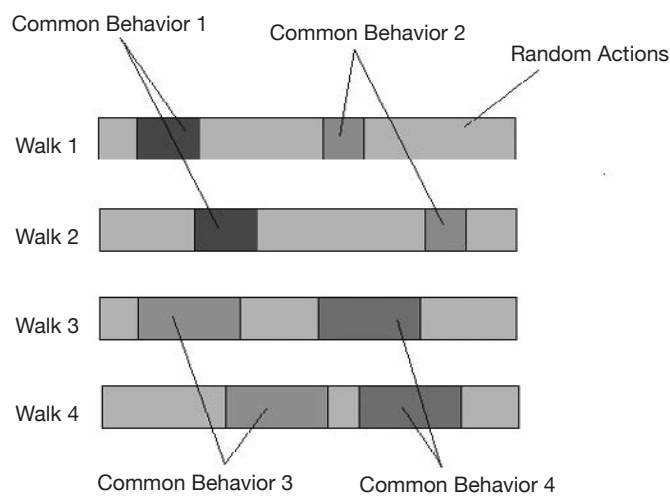 Common Behavior 1
Common Behavior 2
Random Actions
Walk 1
Walk 2
Walk 3
Walk 4
Common Behavior 3
Common Behavior 4